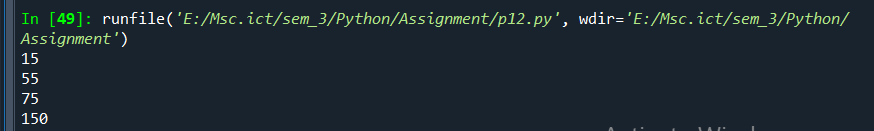 In [49]: runfile('E:/Msc.ict/sem_3/Python/Assignment/p12.py', wdir='E:/Msc.ict/sem_3/Python/
Assignment')
15
55
75
150